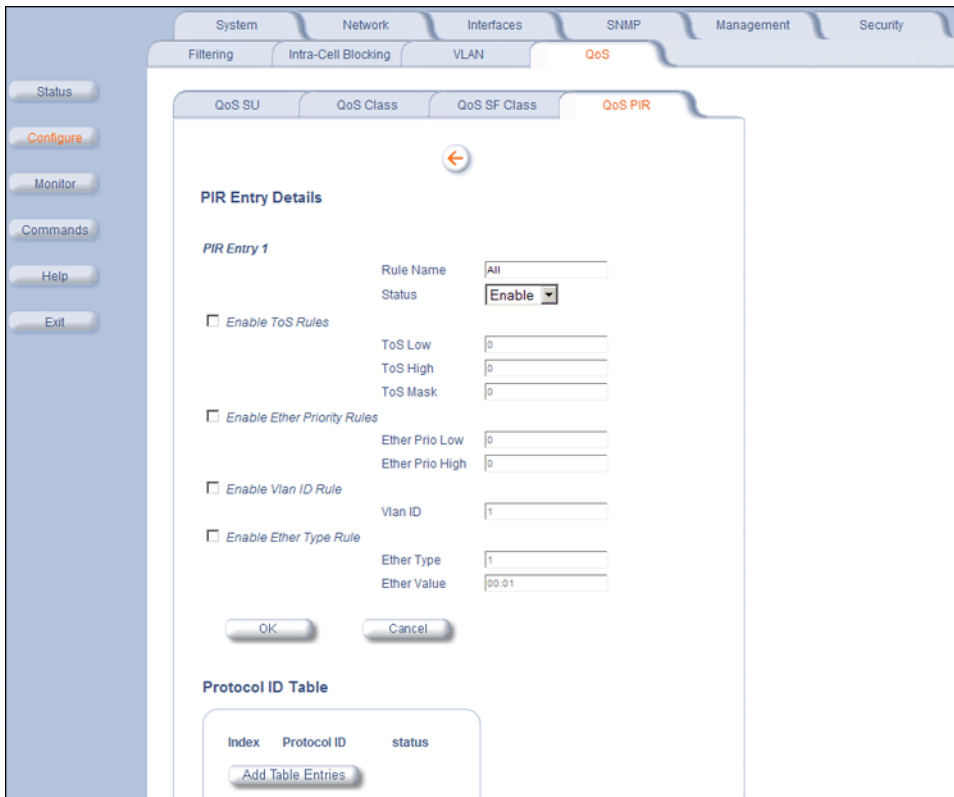 System Network Interfaces SNMP Management Security
Filtering Intra-Cell Blocking VLAN QoS
Status
QoS SU QoS Class QoS SF Class QoS PIR
Configure
Monitor
PIR Entry Details
Commands
PIR Entry 1
Help
Rule Name All
Status Enable
Exit
Enable ToS Rules
ToS Low 0
ToS High 0
ToS Mask 0
Enable Ether Priority Rules
Ether Prio Low 0
Ether Prio High 0
Enable Vlan ID Rule
Vlan ID 1
Enable Ether Type Rule
Ether Type 1
Ether Value 00:01
OK Cancel
Protocol ID Table
Index Protocol ID status
Add Table Entries